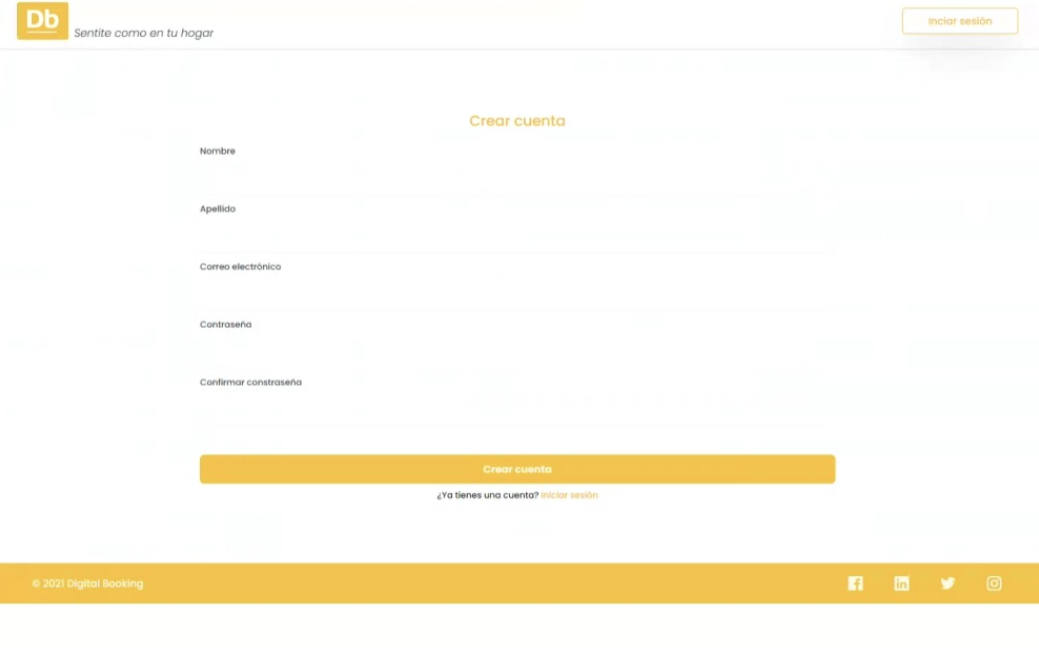 Db
Sentite como en tu hogar
Inciar sesión
Crear cuenta
Nombre
Apellido
Correo electrónico
Contraseña
Confirmar constraseña
Crear cuenta
¿Ya tienes una cuenta? Iniciar sesión
© 2021 Digital Booking